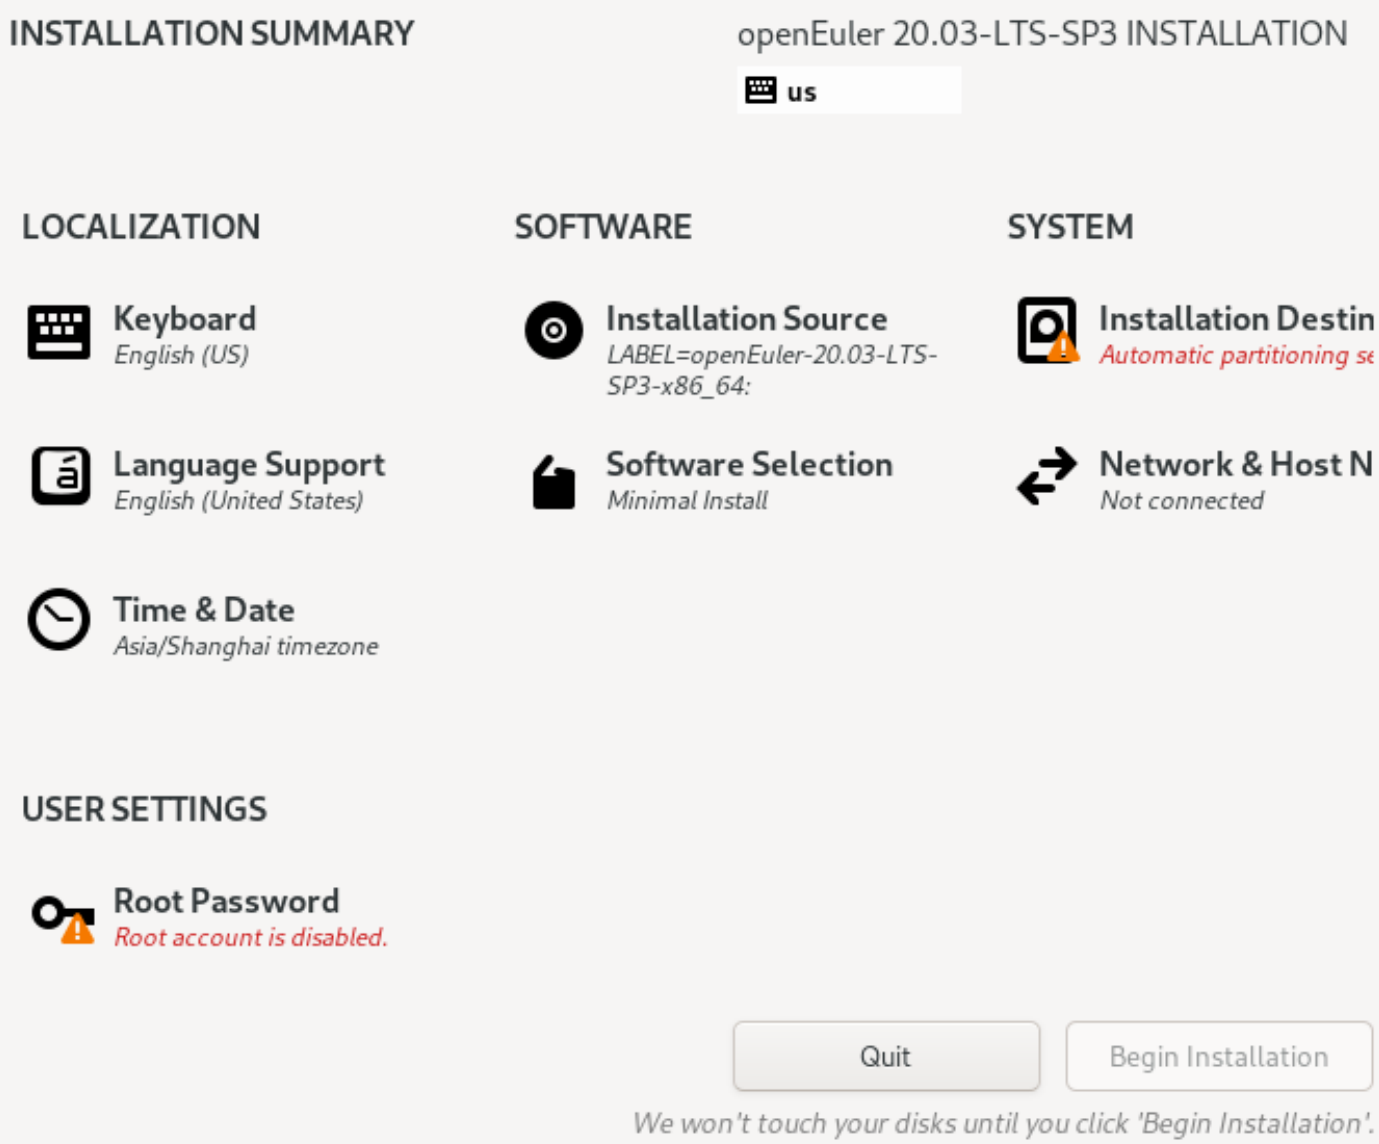 INSTALLATION SUMMARY
openEuler 20.03-LTS-SP3 INSTALLATION
us
LOCALIZATION
Keyboard
English (US)
Language Support
English (United States)
Time & Date
Asia/Shanghai timezone
SOFTWARE
Installation Source
LABEL=openEuler-20.03-LTS-
SP3-x86_64:
Software Selection
Minimal Install
SYSTEM
Installation Destin
Automatic partitioning se
Network & Host N
Not connected
USER SETTINGS
Root Password
Root account is disabled.
Quit
Begin Installation
We won't touch your disks until you click 'Begin Installation'.